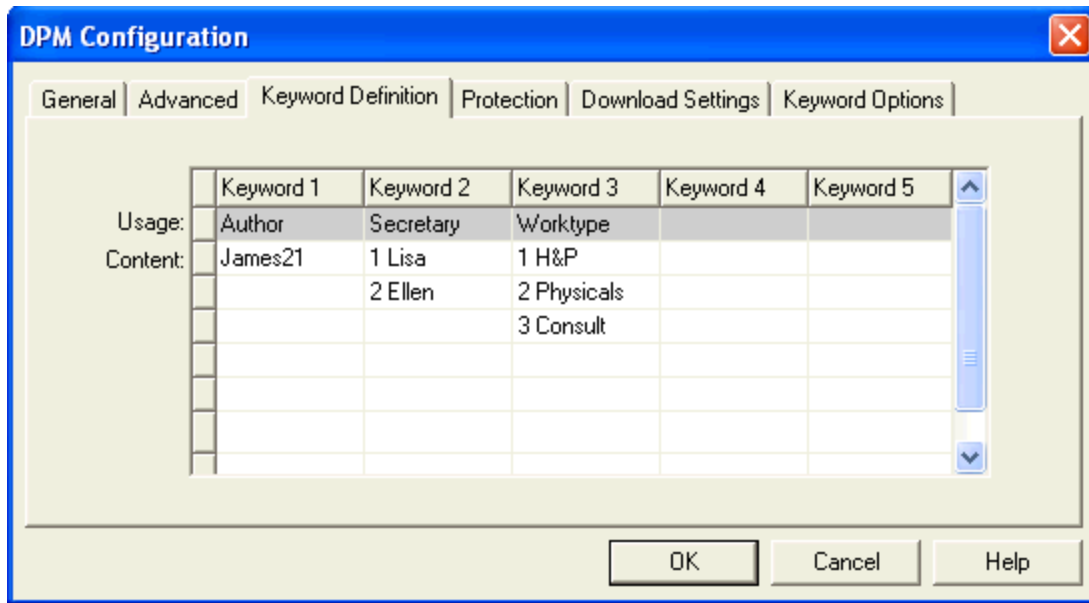 DPM Configuration
General Advanced Keyword Definition Protection Download Settings Keyword Options
Keyword 1 Keyword 2 Keyword 3 Keyword 4 Keyword 5
Usage: Author Secretary Worktype
Content: James21 1 Lisa 1 H&P
2 Ellen 2 Physicals
3 Consult
OK Cancel Help